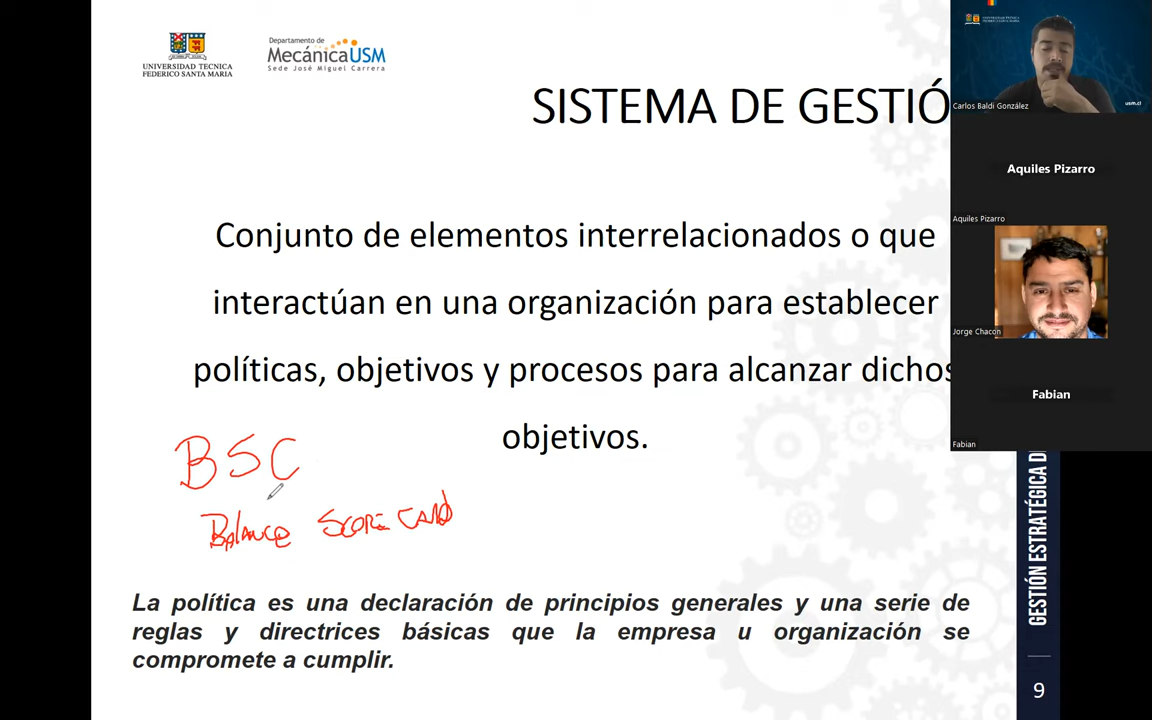 UNIVERSIDAD TECNICA
FEDERICO SANTA MARIA
Departamento de
MecánicaUSM
Sede José Miguel Carrera
SISTEMA DE GESTIÓ
Conjunto de elementos interrelacionados o que
interactúan en una organización para establecer
políticas, objetivos y procesos para alcanzar dichos
objetivos.
BSC
Balance Score Card
La política es una declaración de principios generales y una serie de
reglas y directrices básicas que la empresa u organización se
compromete a cumplir.
GESTIÓN ESTRATÉGICA D
9
Carlos Baldi González
usm.cl
Aquiles Pizarro
Aquiles Pizarro
Jorge Chacon
Fabian
Fabian